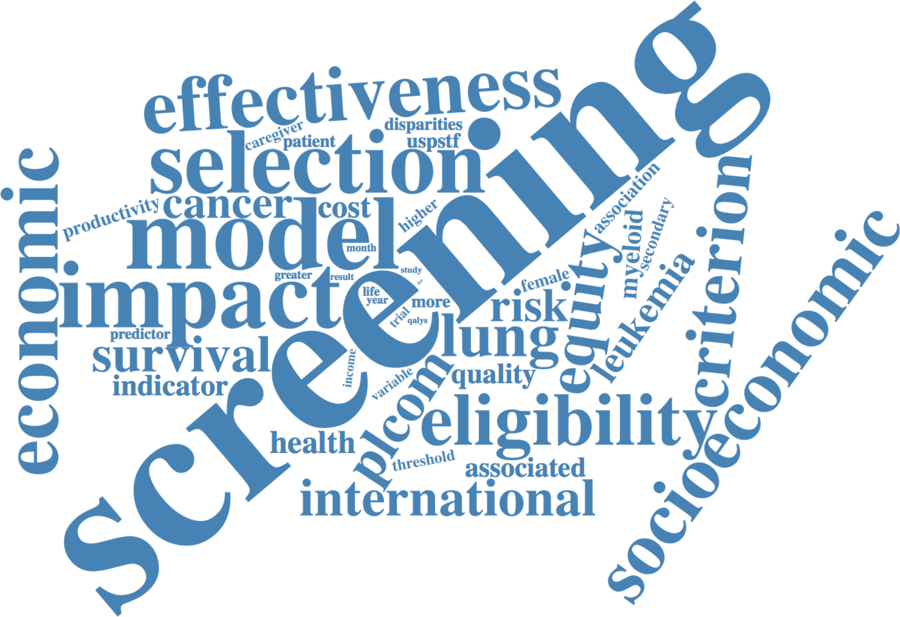 screening
effectiveness
caregiver
patient
disparities
uspstf
selection
economic
productivity
cancer
cost
higher
association
model
month
equity
myeloid
secondary
criterion
socioeconomic
greater
result
study
impact
life
year
more
trial
qalys
female
risk
leukemia
predictor
survival
lung
indicator
income
variable
quality
plcom
eligibility
health
threshold
associated
international